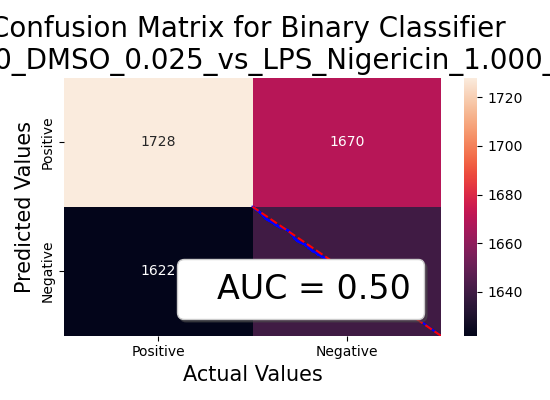 Confusion Matrix for Binary Classifier
0_DMSO_0.025_vs_LPS_Nigericin_1.000_
Predicted Values
Positive
Negative
1728
1670
1622
AUC = 0.50
Positive
Negative
Actual Values
1720
1700
1680
1660
1640